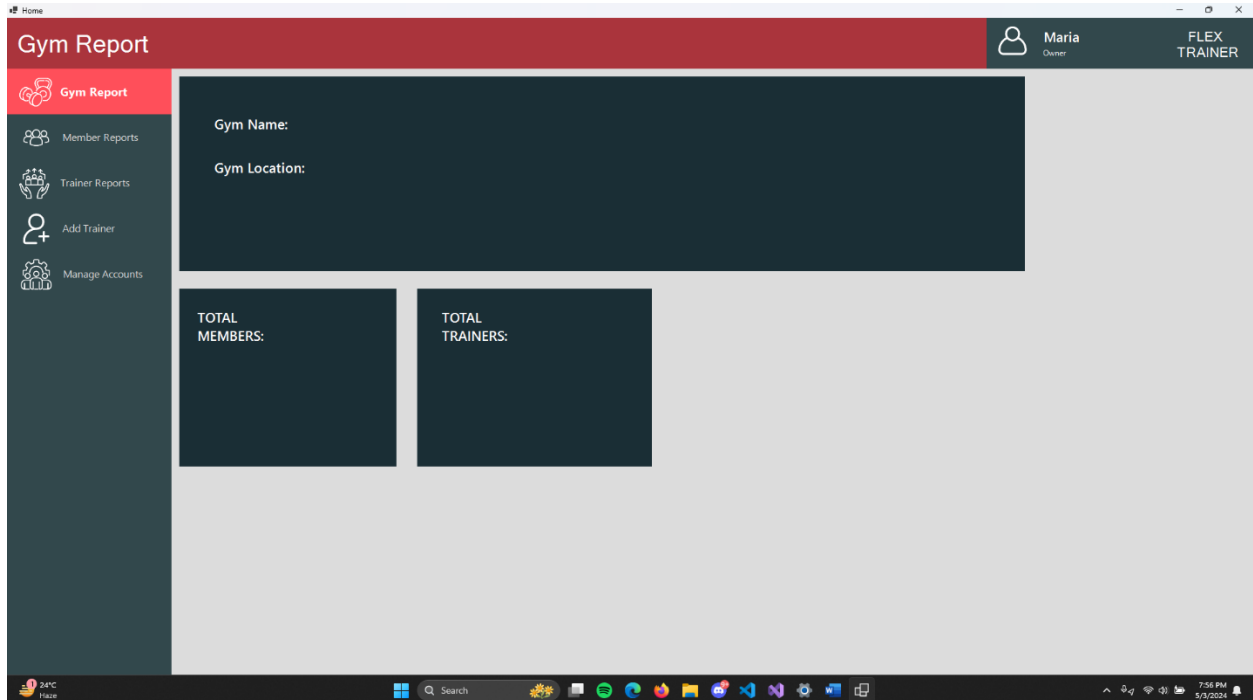 Home
Gym Report
Maria
Owner
FLEX
TRAINER
Gym Report
Member Reports
Trainer Reports
Add Trainer
Manage Accounts
Gym Name:
Gym Location:
TOTAL
MEMBERS:
TOTAL
TRAINERS:
1
24°C
Haze
Search
7:56 PM
5/3/2024